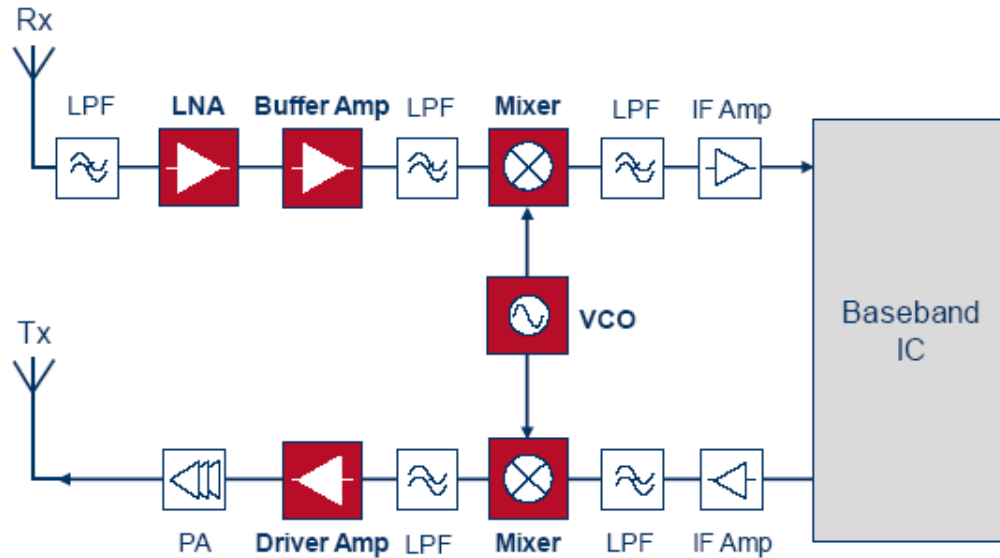 Rx
LPF
LNA
Buffer Amp
LPF
Mixer
LPF
IF Amp
VCO
Baseband
IC
Tx
PA
Driver Amp
LPF
Mixer
LPF
IF Amp